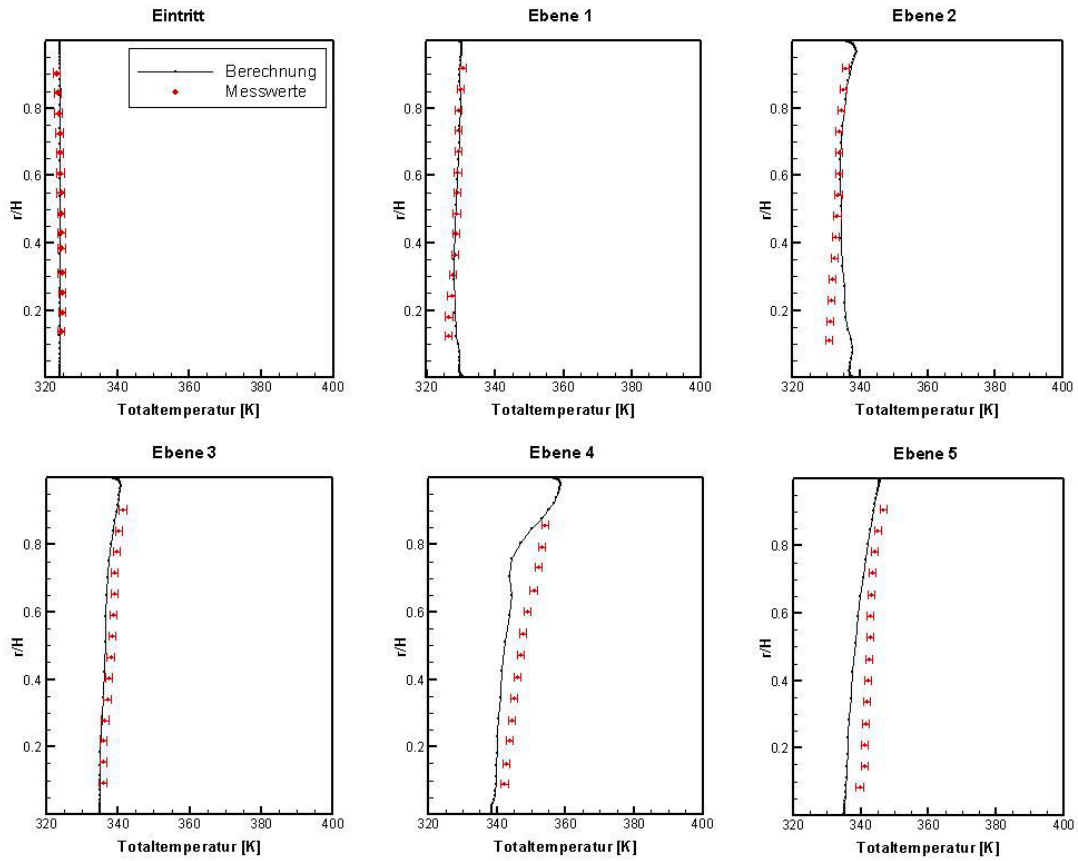 Eintritt
Berechnung
Messwerte
r/H
0.8
0.6
0.4
0.2
320 340 360 380 400
Totaltemperatur [K]
Ebene 1
r/H
0.8
0.6
0.4
0.2
320 340 360 380 400
Totaltemperatur [K]
Ebene 2
r/H
0.8
0.6
0.4
0.2
320 340 360 380 400
Totaltemperatur [K]
Ebene 3
r/H
0.8
0.6
0.4
0.2
320 340 360 380 400
Totaltemperatur [K]
Ebene 4
r/H
0.8
0.6
0.4
0.2
320 340 360 380 400
Totaltemperatur [K]
Ebene 5
r/H
0.8
0.6
0.4
0.2
320 340 360 380 400
Totaltemperatur [K]